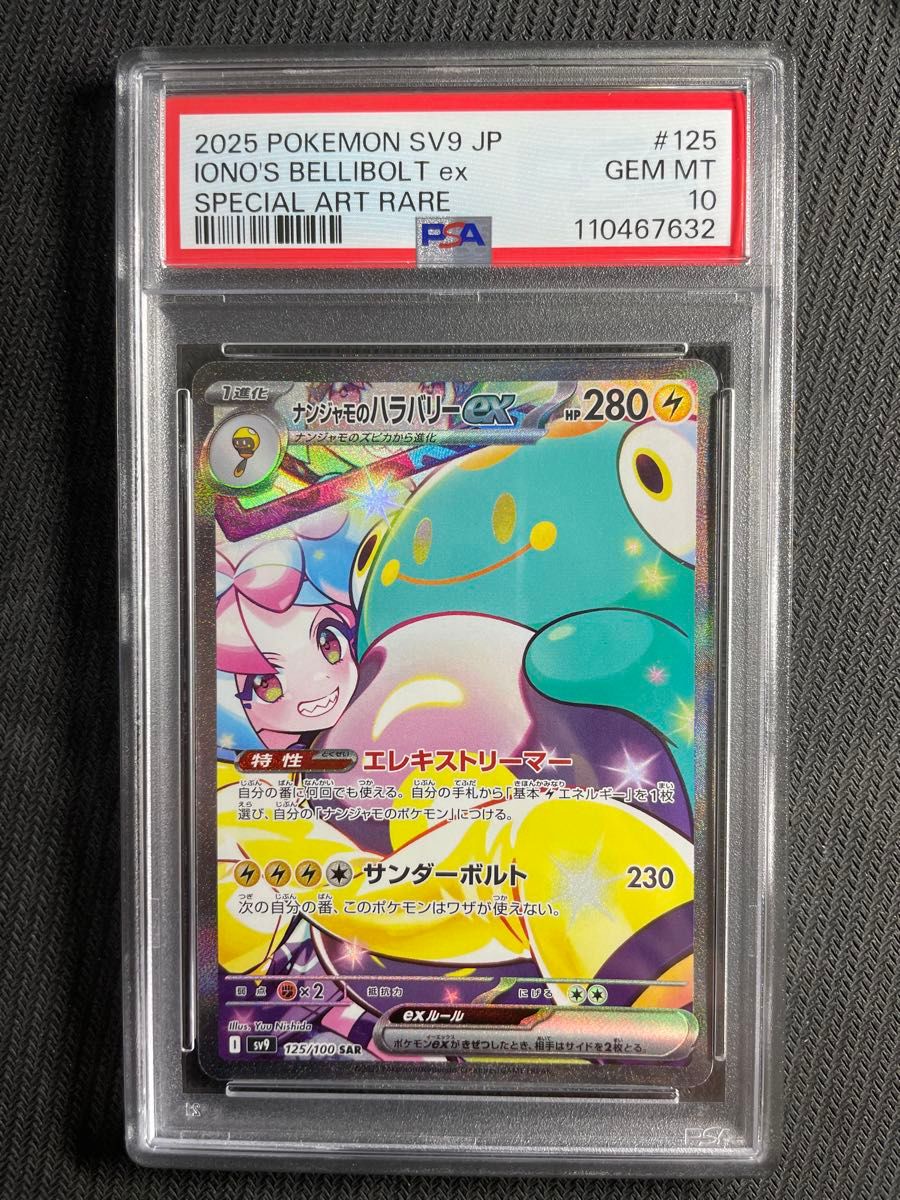 2025 POKEMON SV9 JP #125
IONO'S BELLIBOLT ex GEM MT
SPECIAL ART RARE 10
PSA 110467632
1進化
ナンジャモのハラバリーex HP 280
ナンジャモのズピカから進化
特性 とくせい エレキストリーマー
自分の番に何回でも使える。自分の手札から「基本エネルギー」を1枚
選び、自分の「ナンジャモのポケモン」につける。
サンダーボルト 230
次の自分の番、このポケモンはワザが使えない。
弱点 ×2 抵抗力 にげる
exルール
ポケモンexがきぜつしたとき、相手はサイドを2枚とる。
Illus. Yuu Nishida
I SV9 125/100 SAR
PSA